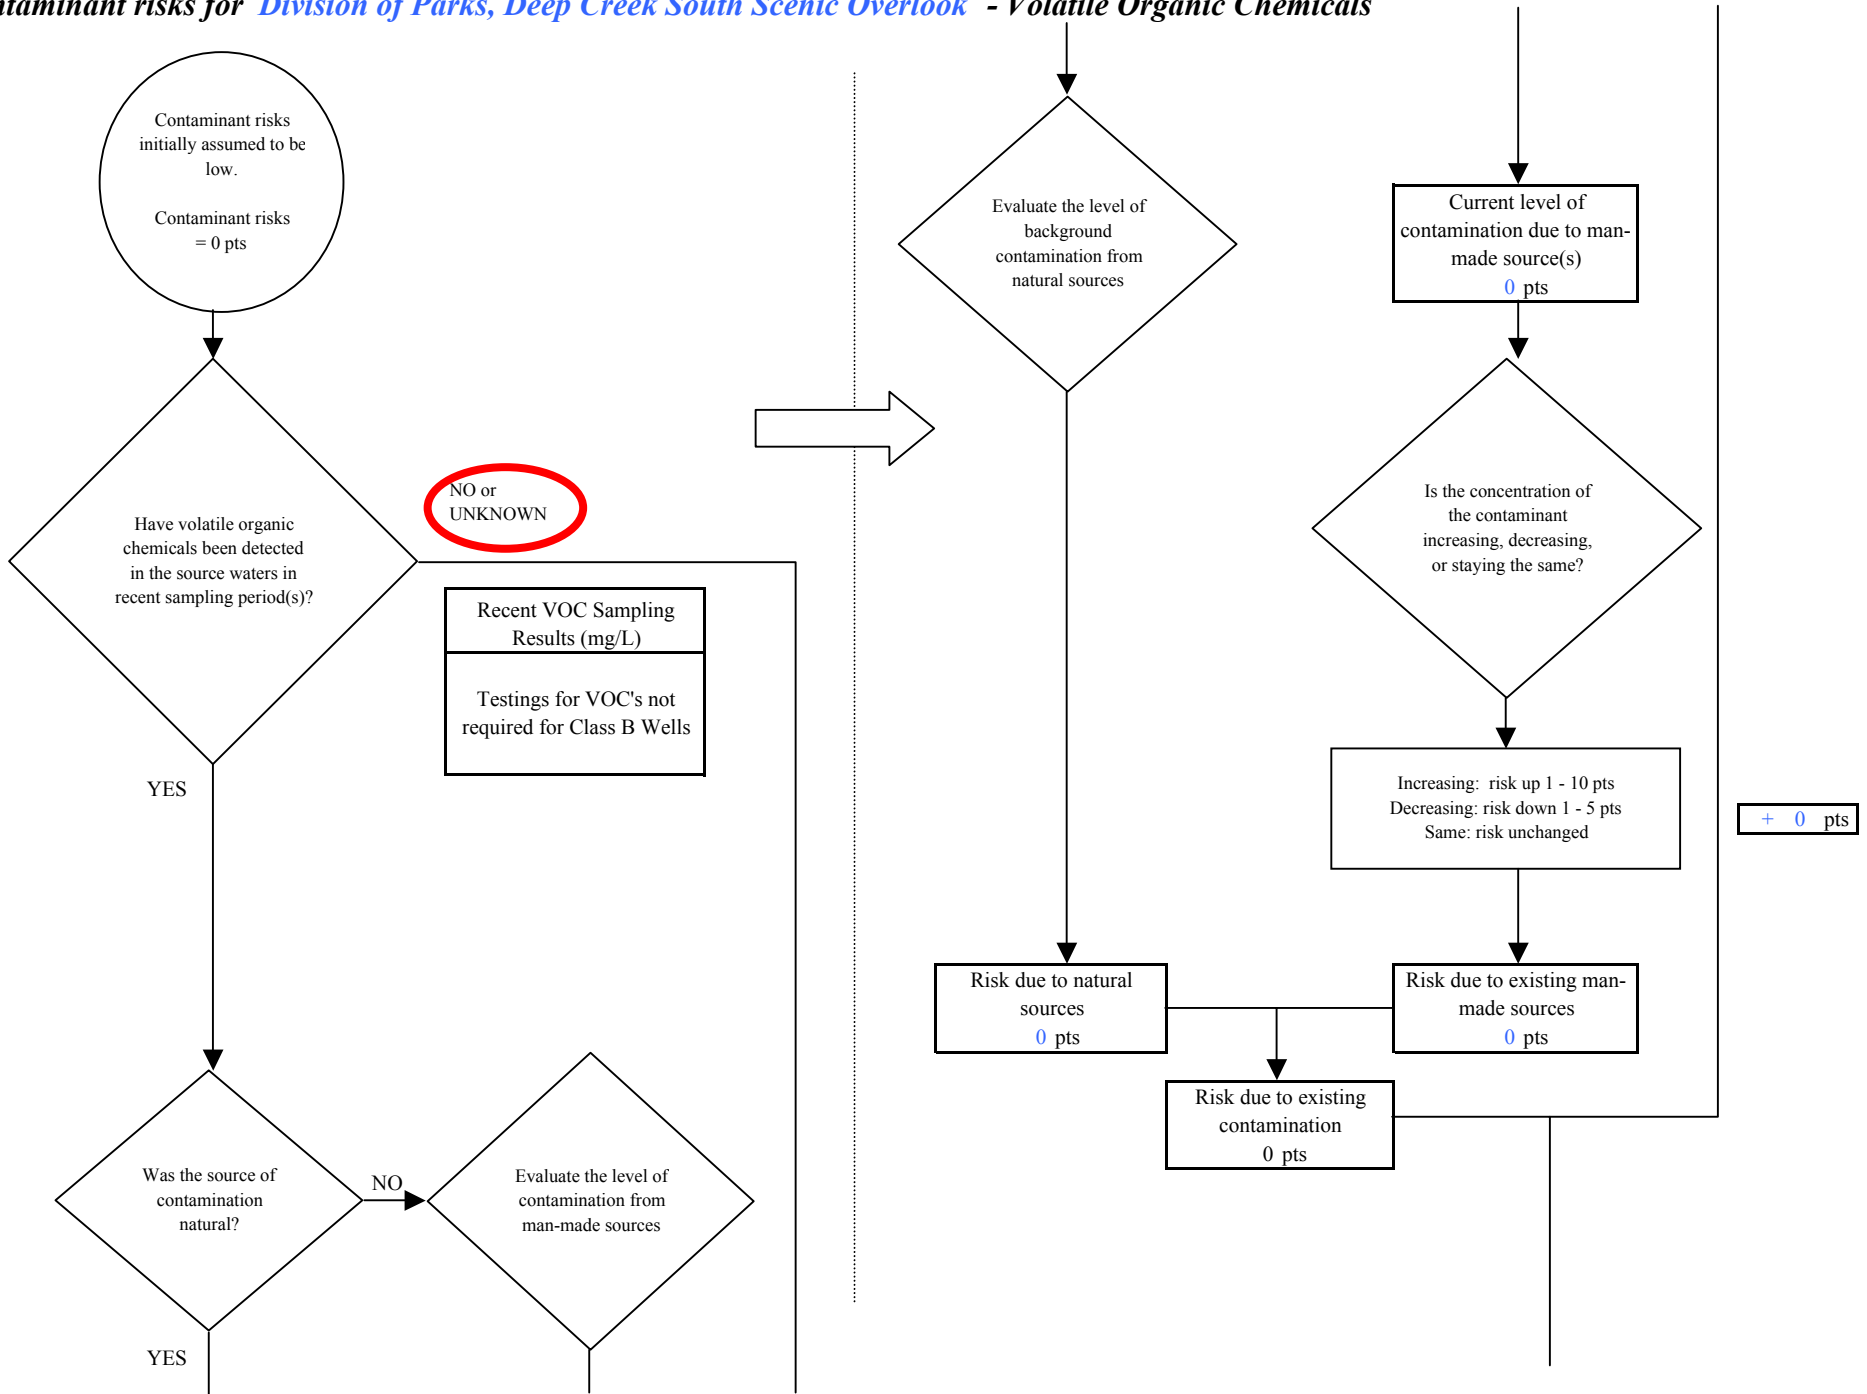 ntaminant risks for Division of Parks, Deep Creek South Scenic Overlook - Volatile Organic Chemicals
Contaminant risks
initially assumed to be
low.
Contaminant risks
= 0 pts
Have volatile organic
chemicals been detected
in the source waters in
recent sampling period(s)?
NO or
UNKNOWN
Recent VOC Sampling
Results (mg/L)
Testings for VOC's not
required for Class B Wells
YES
Was the source of
contamination
natural?
NO
Evaluate the level of
contamination from
man-made sources
YES
Evaluate the level of
background
contamination from
natural sources
Current level of
contamination due to man-
made source(s)
0 pts
Is the concentration of
the contaminant
increasing, decreasing,
or staying the same?
Increasing: risk up 1 - 10 pts
Decreasing: risk down 1 - 5 pts
Same: risk unchanged
+ 0 pts
Risk due to natural
sources
0 pts
Risk due to existing man-
made sources
0 pts
Risk due to existing
contamination
0 pts